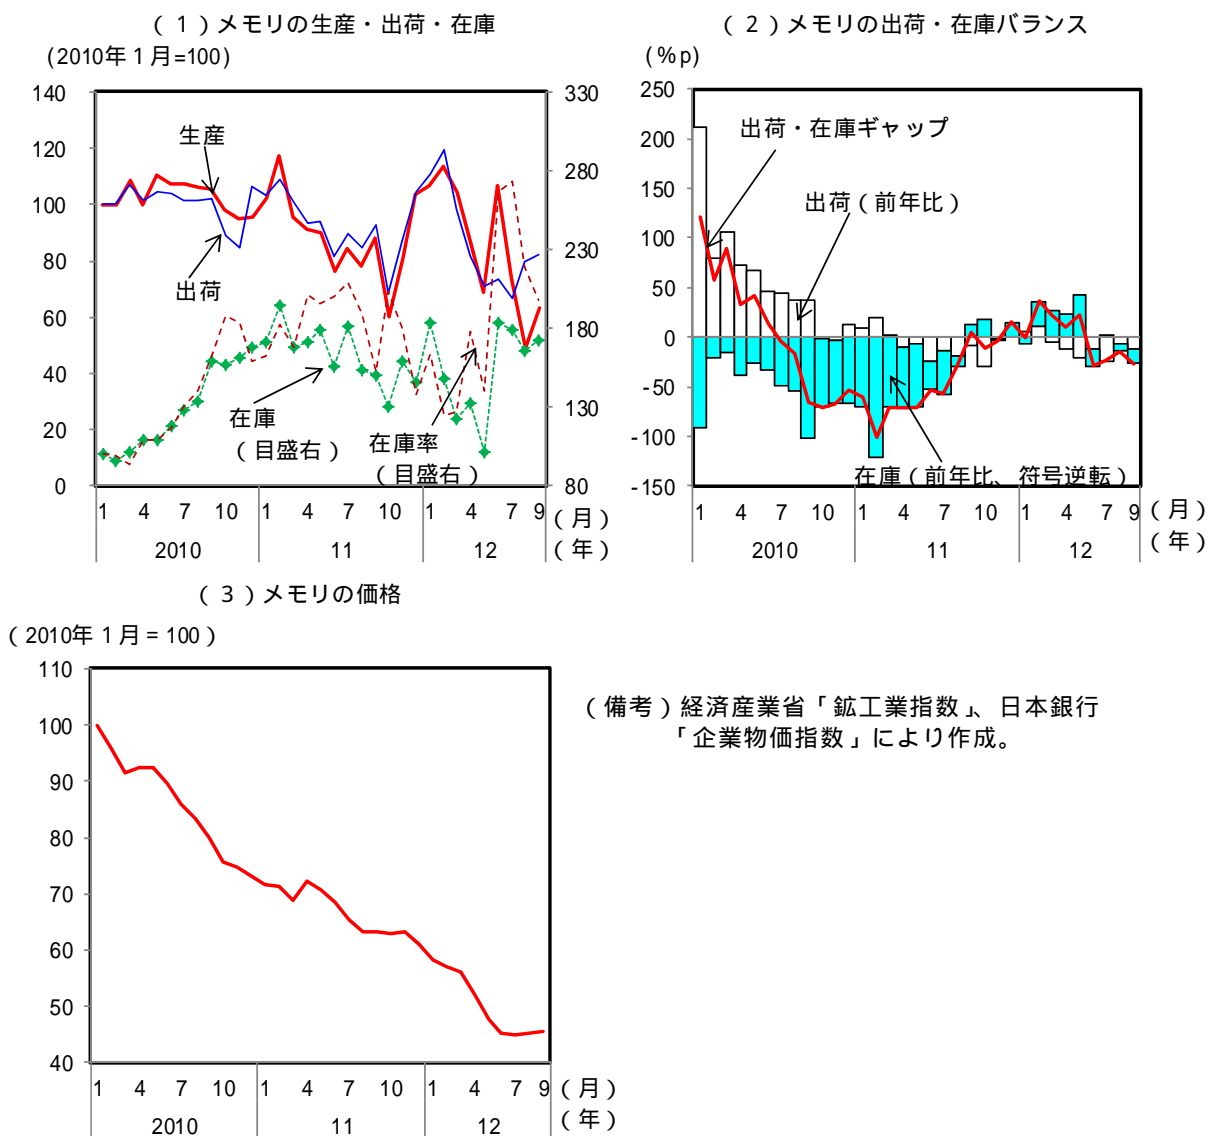 （１）メモリの生産・出荷・在庫
(2010年１月=100)
140
120
100
80
60
40
20
0
330
280
230
180
130
80
生産
出荷
在庫
（目盛右）
在庫率
（目盛右）
1 4 7 10 1 4 7 10 1 4 7 9
（月）
2010 11 12
（年）
（２）メモリの出荷・在庫バランス
(％p)
250
200
150
100
50
0
-50
-100
-150
出荷・在庫ギャップ
出荷（前年比）
在庫（前年比、符号逆転）
1 4 7 10 1 4 7 10 1 4 7 9
（月）
2010 11 12
（年）
（３）メモリの価格
（2010年１月＝100）
110
100
90
80
70
60
50
40
1 4 7 10 1 4 7 10 1 4 7 9
（月）
2010 11 12
（年）
（備考）経済産業省「鉱工業指数」、日本銀行
「企業物価指数」により作成。